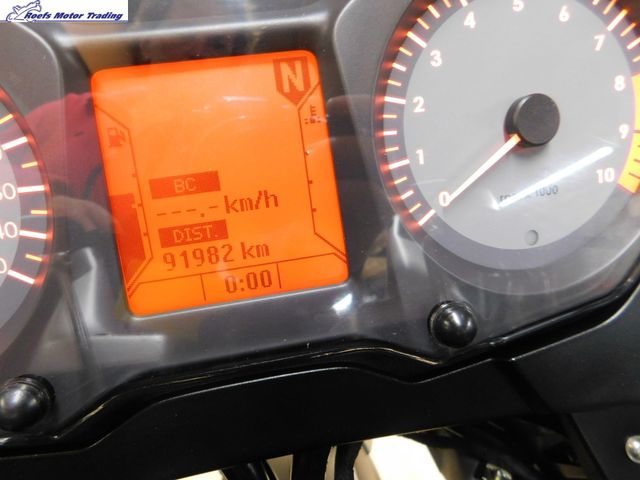 Roefs Motor Trading
N
E
BC
---.- km/h
DIST.
91982 km
0:00
0
1
2
3
4
5
6
7
8
9
10